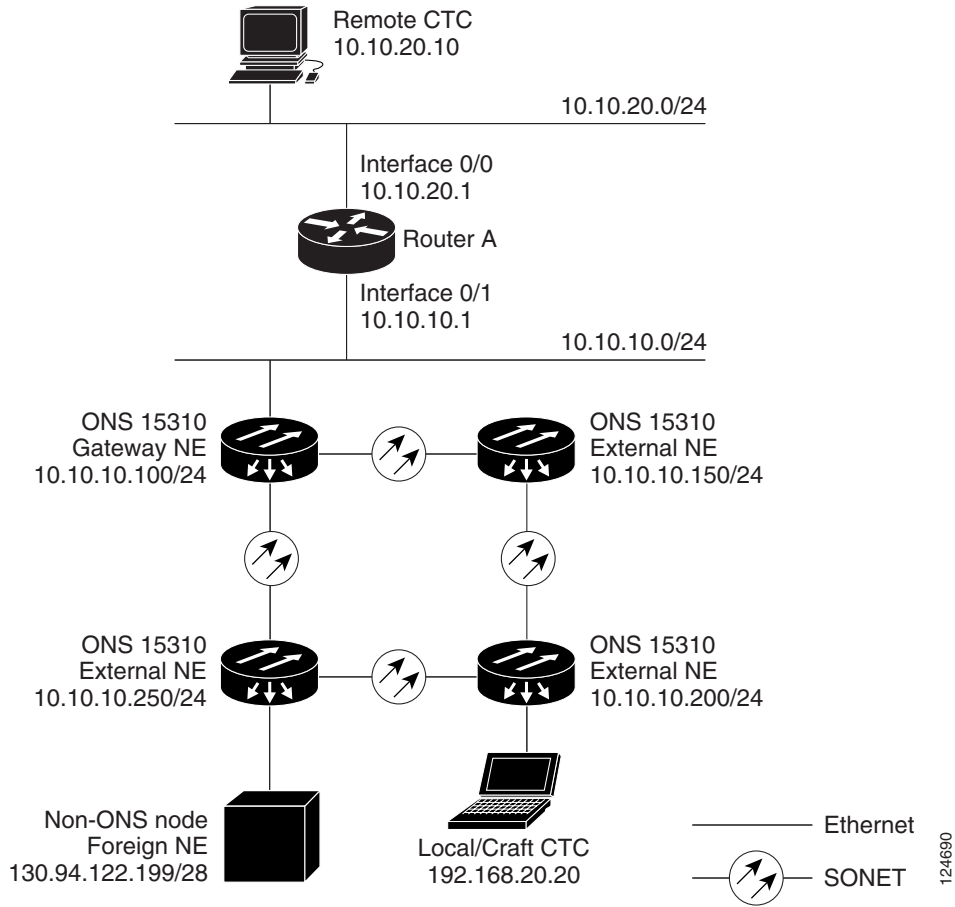 Remote CTC
10.10.20.10
10.10.20.0/24
Interface 0/0
10.10.20.1
Router A
Interface 0/1
10.10.10.1
10.10.10.0/24
ONS 15310
Gateway NE
10.10.10.100/24
ONS 15310
External NE
10.10.10.150/24
ONS 15310
External NE
10.10.10.250/24
ONS 15310
External NE
10.10.10.200/24
Non-ONS node
Foreign NE
130.94.122.199/28
Local/Craft CTC
192.168.20.20
Ethernet
SONET
124690